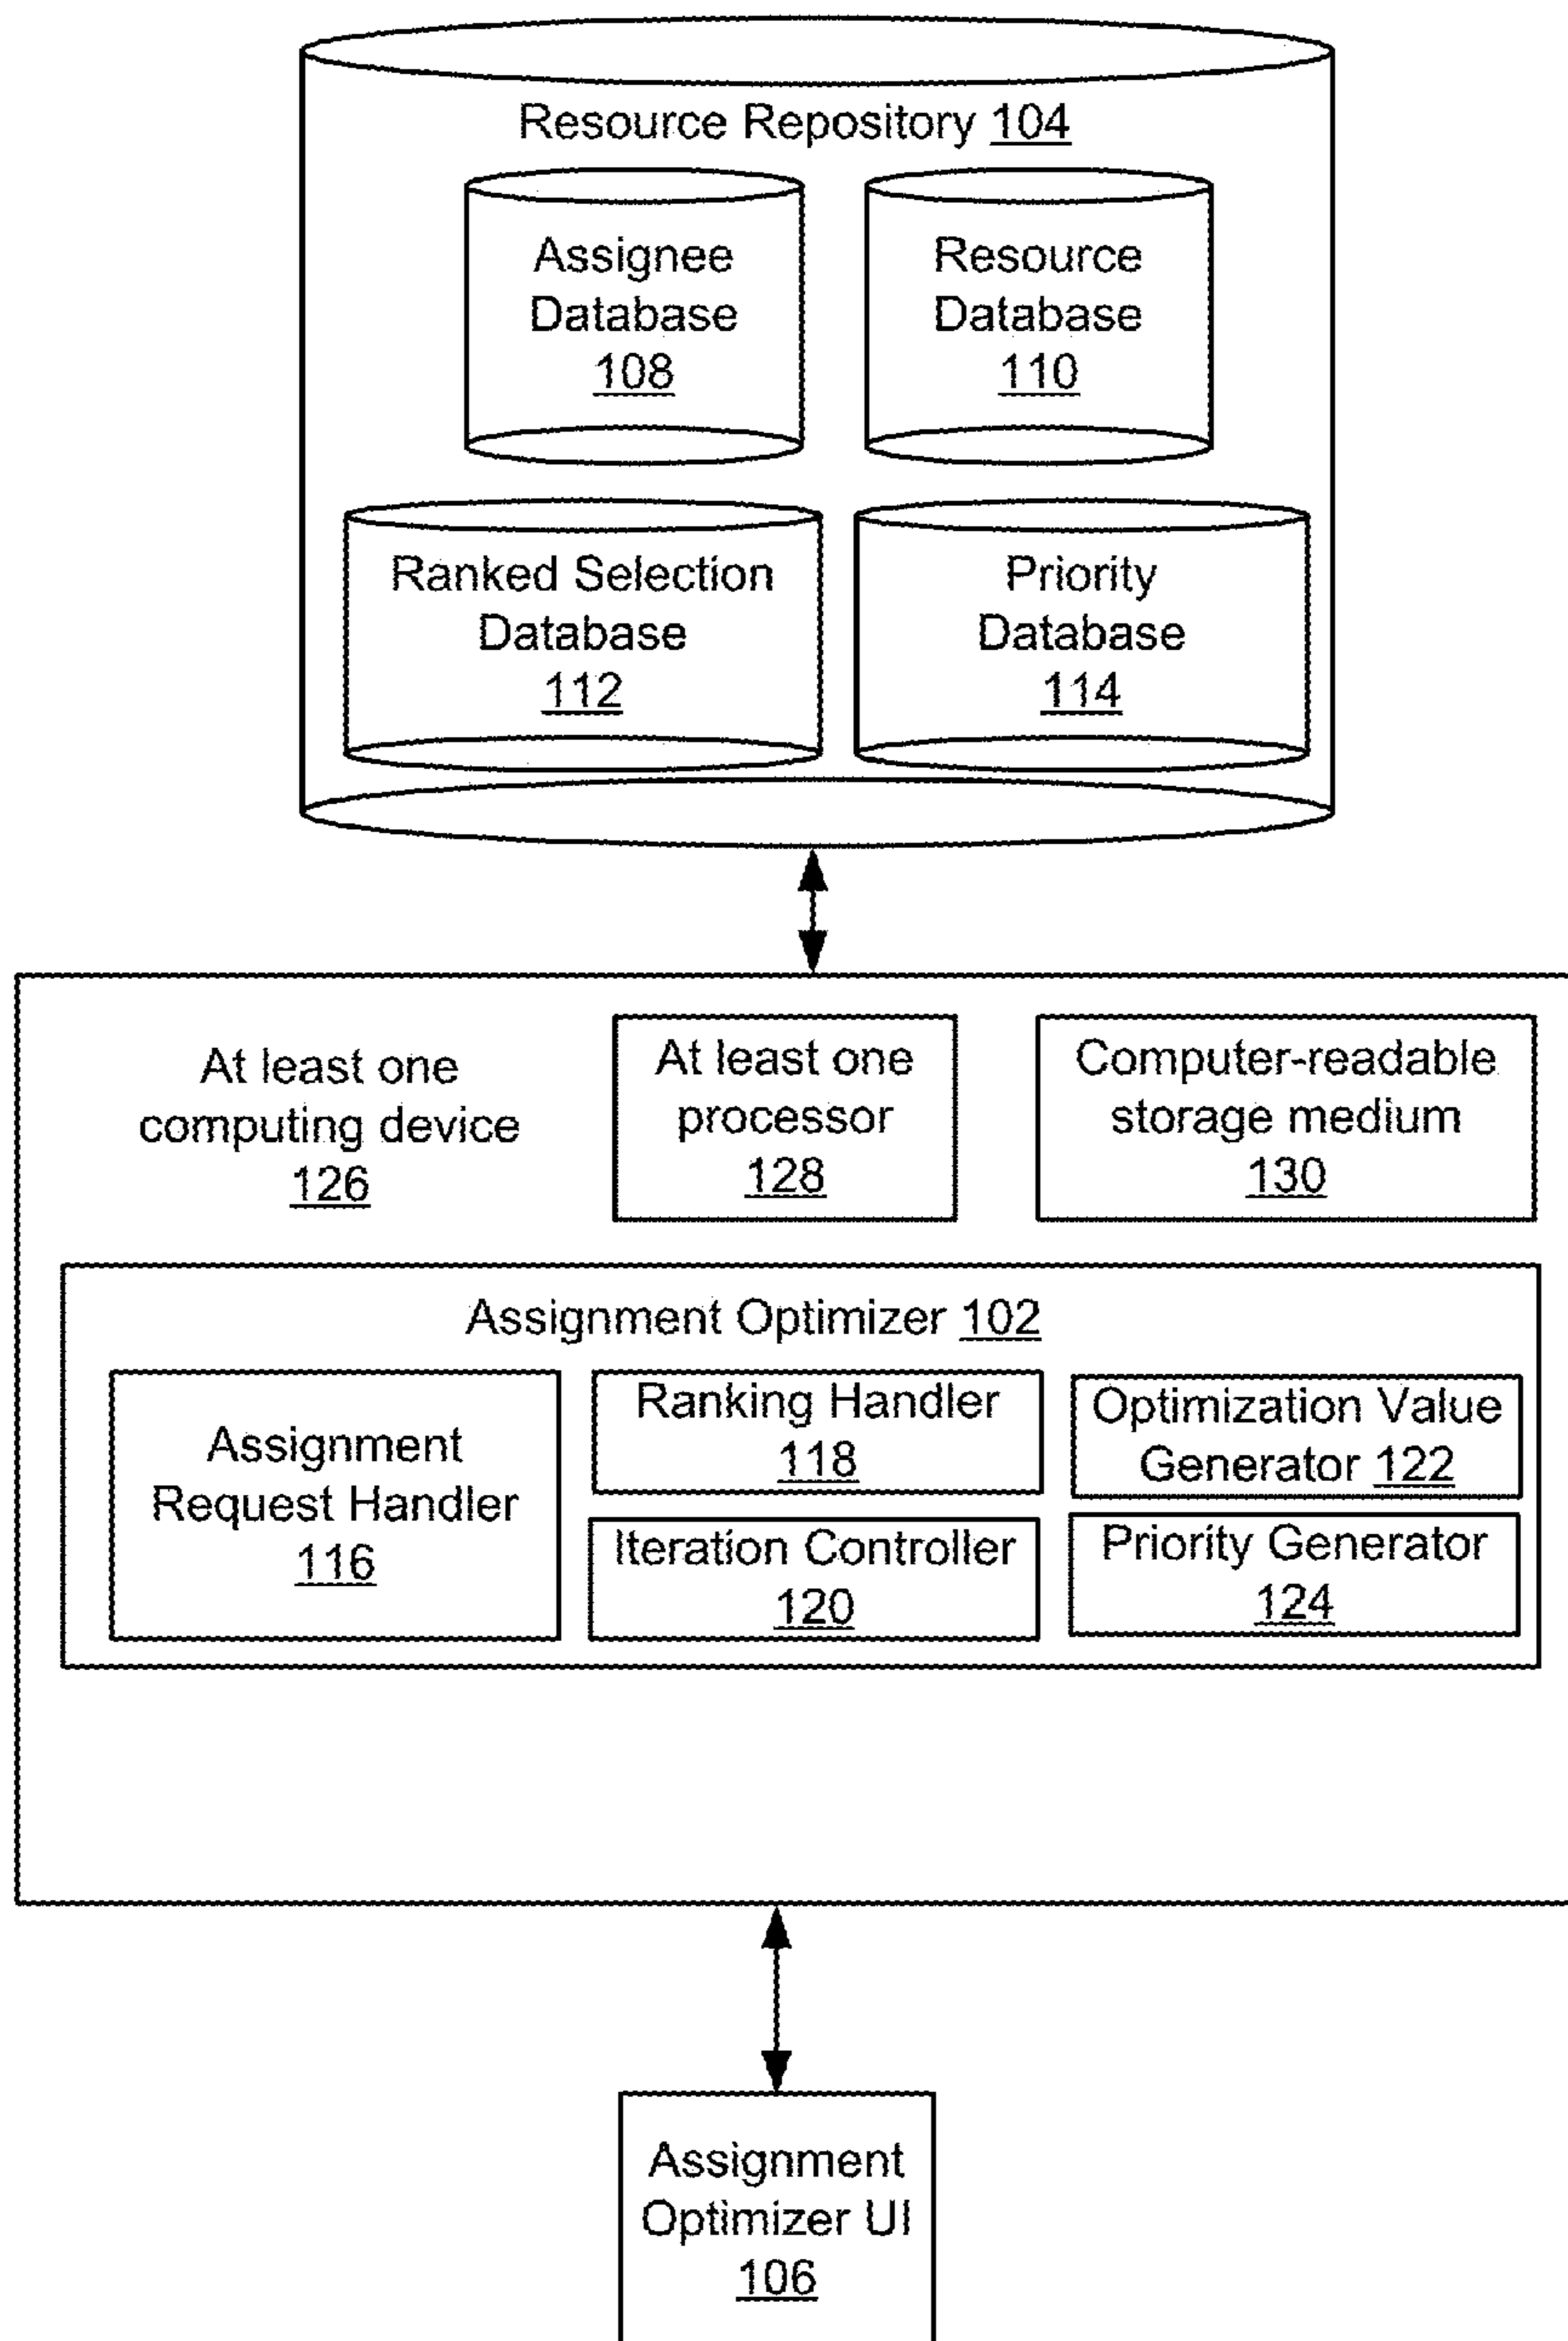 Resource Repository 104
Assignee
Database
108
Resource
Database
110
Ranked Selection
Database
112
Priority
Database
114
At least one
computing device
126
At least one
processor
128
Computer-readable
storage medium
130
Assignment Optimizer 102
Assignment
Request Handler
116
Ranking Handler
118
Iteration Controller
120
Optimization Value
Generator 122
Priority Generator
124
Assignment
Optimizer UI
106